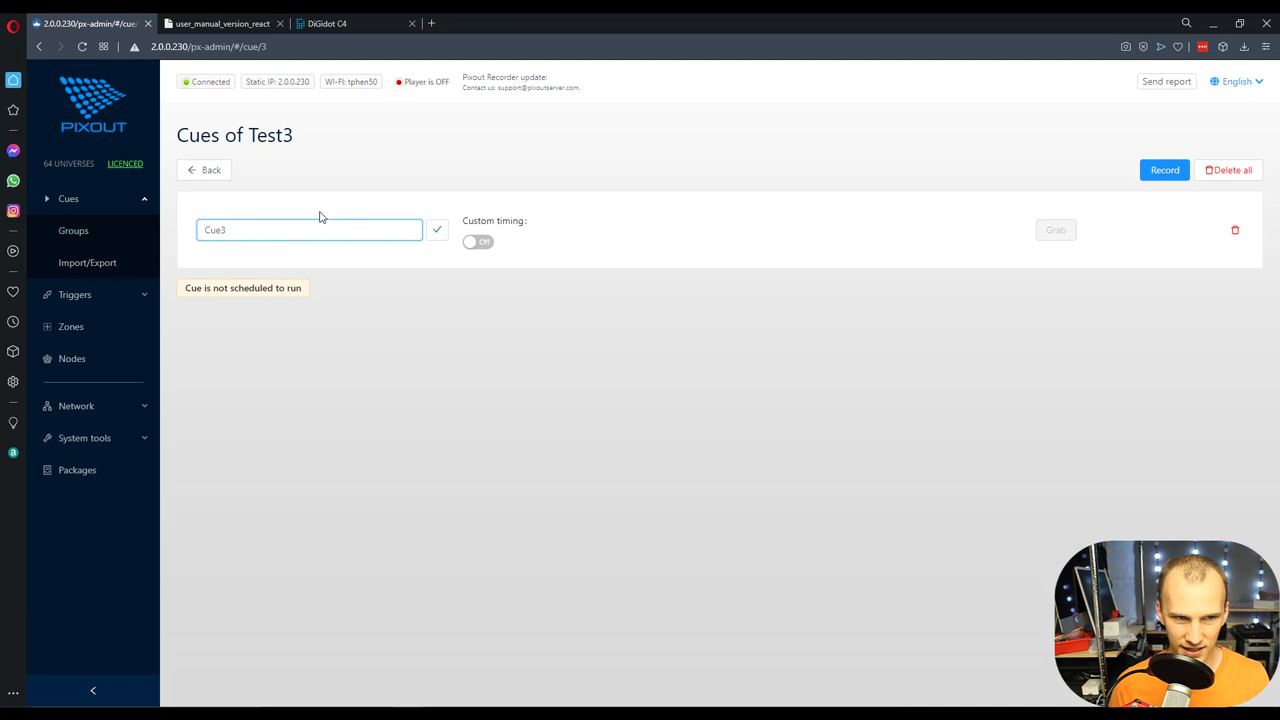 2.0.0.230/px-admin/#/cue/
user_manual_version_react
DiGidot C4
2.0.0.230/px-admin/#/cue/3
PIXOUT
64 UNIVERSES LICENCED
Cues
Groups
Import/Export
Triggers
Zones
Nodes
Network
System tools
Packages
Connected
Static IP: 2.0.0.230
WI-FI: tphen50
Player is OFF
Pixout Recorder update:
Contact us: support@pixoutserver.com.
Send report
English
Cues of Test3
Back
Record
Delete all
Cue3
Custom timing:
Off
Grab
Cue is not scheduled to run